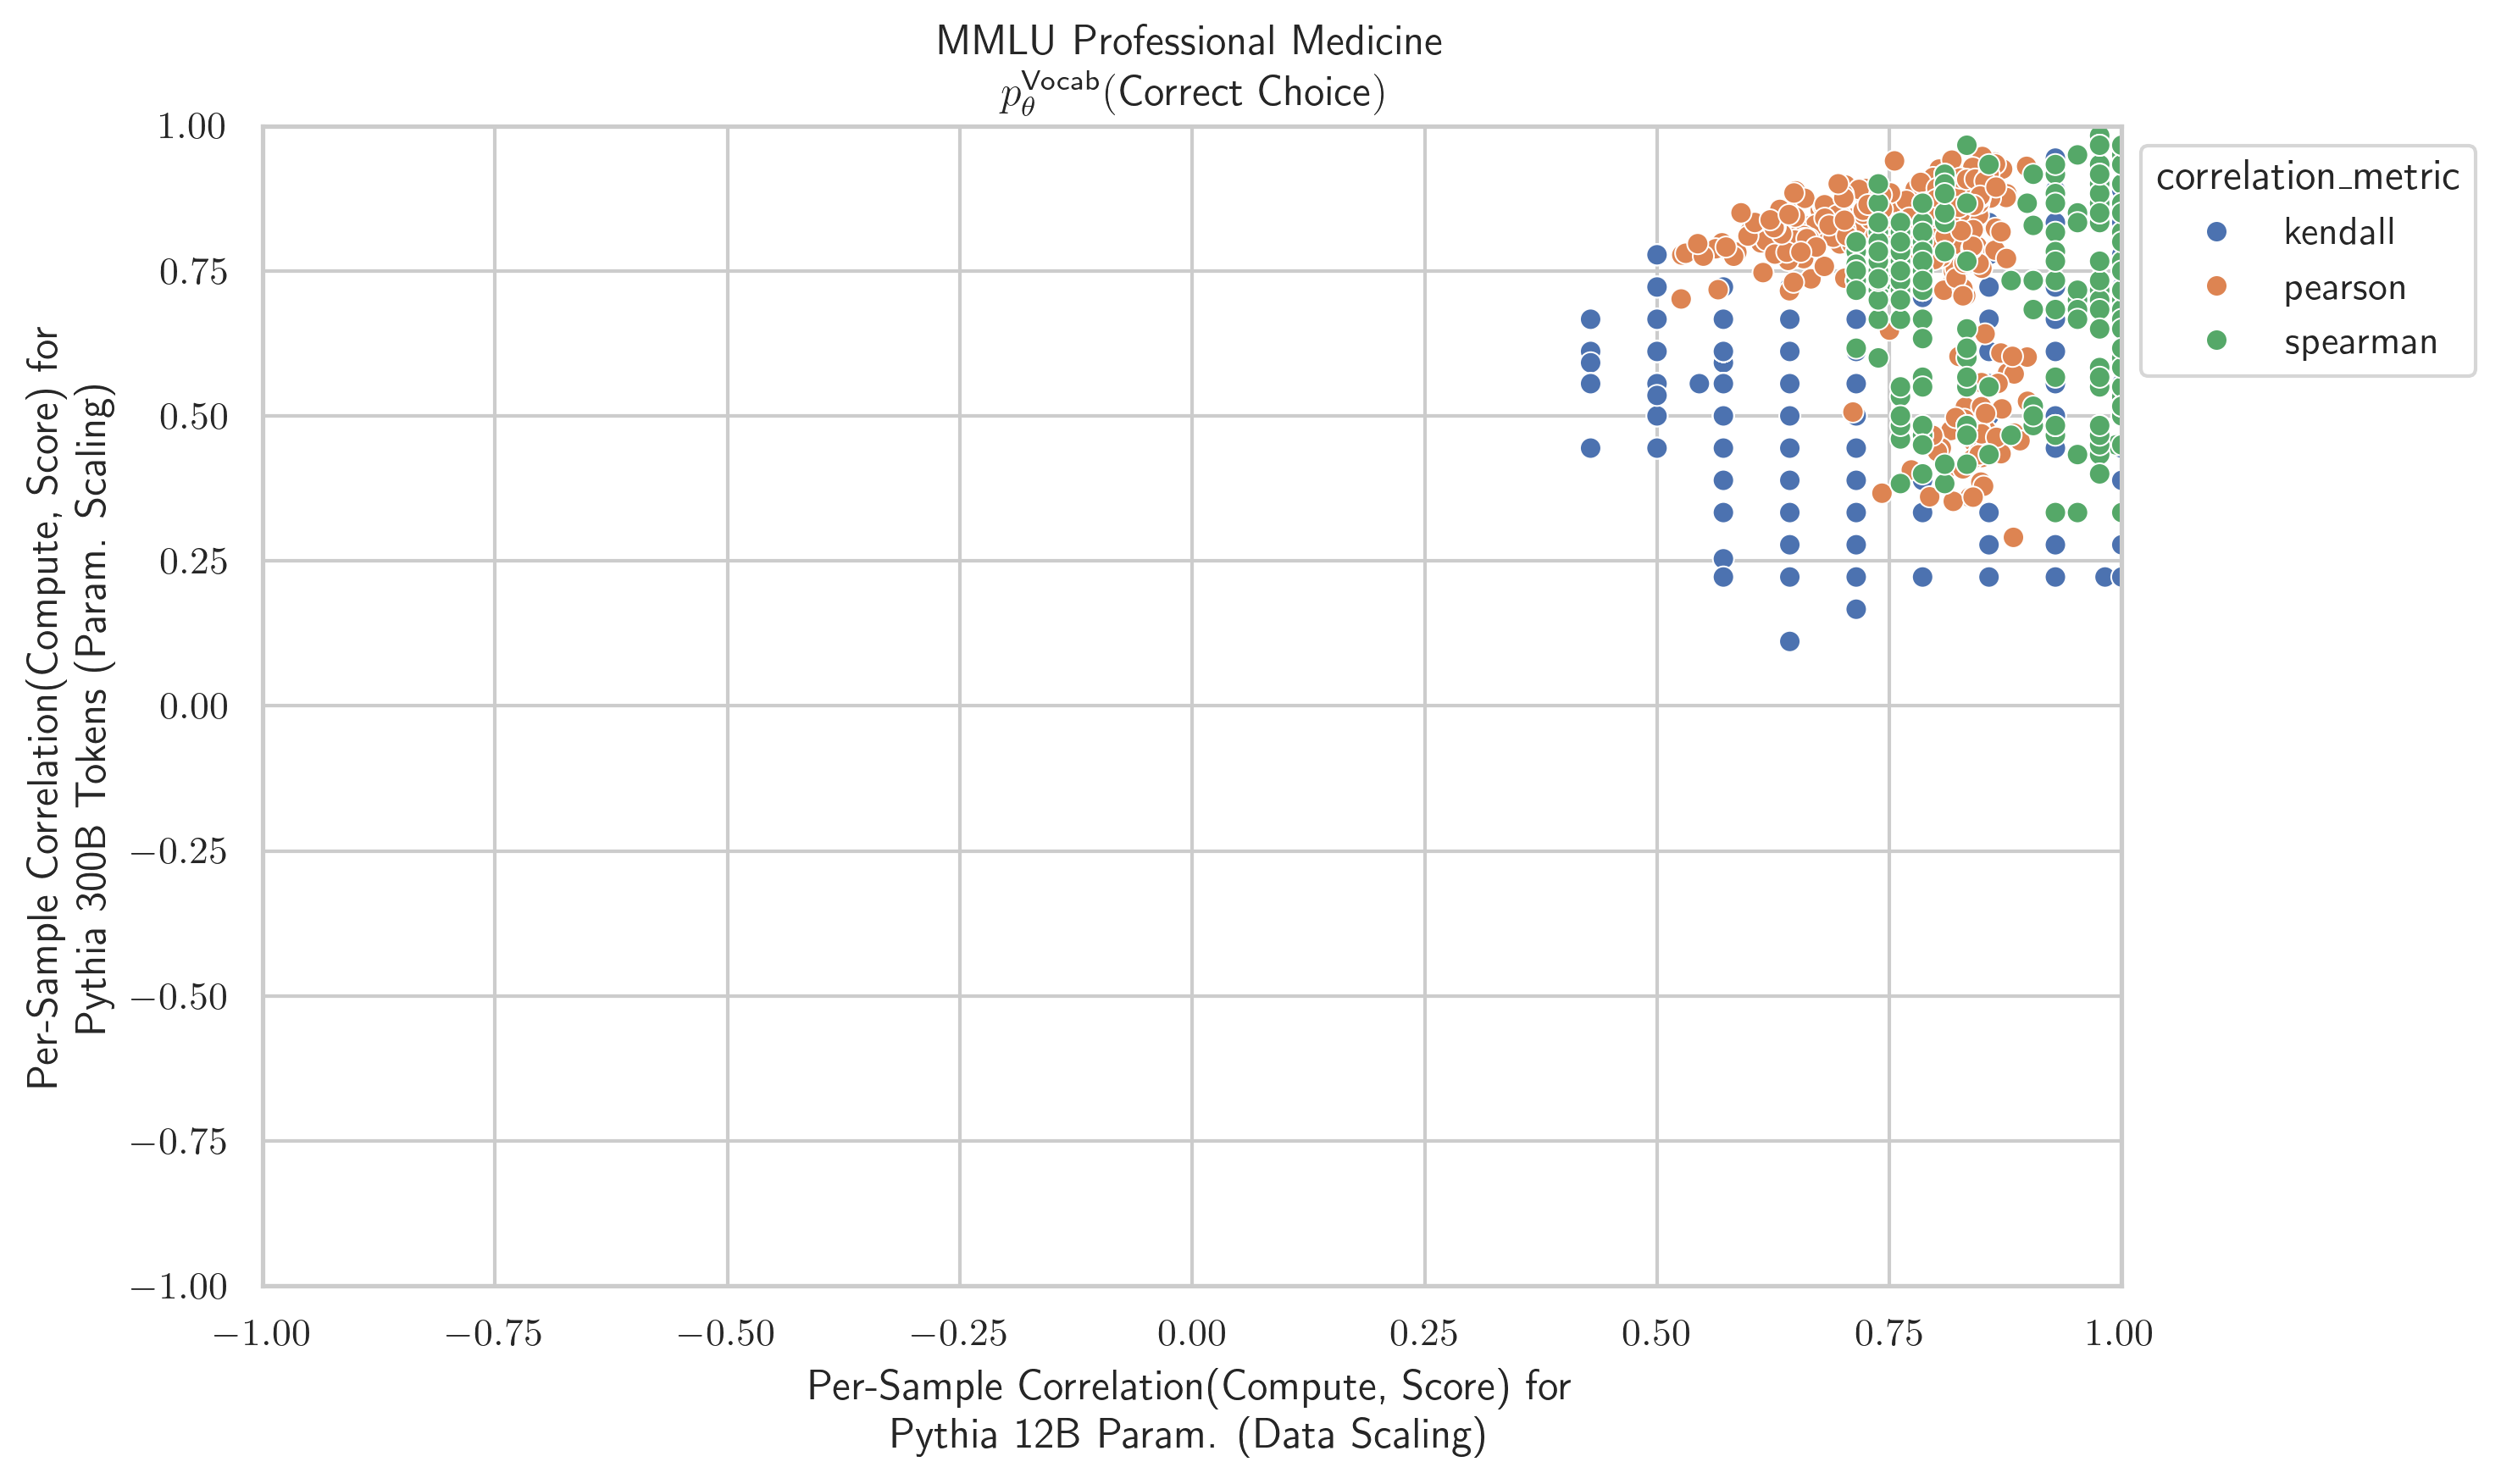 MMLU Professional Medicine
p_θ^Vocab(Correct Choice)
1.00
0.75
0.50
0.25
0.00
−0.25
−0.50
−0.75
−1.00
Per-Sample Correlation(Compute, Score) for
Pythia 300B Tokens (Param. Scaling)
correlation_metric
kendall
pearson
spearman
−1.00 −0.75 −0.50 −0.25 0.00 0.25 0.50 0.75 1.00
Per-Sample Correlation(Compute, Score) for
Pythia 12B Param. (Data Scaling)